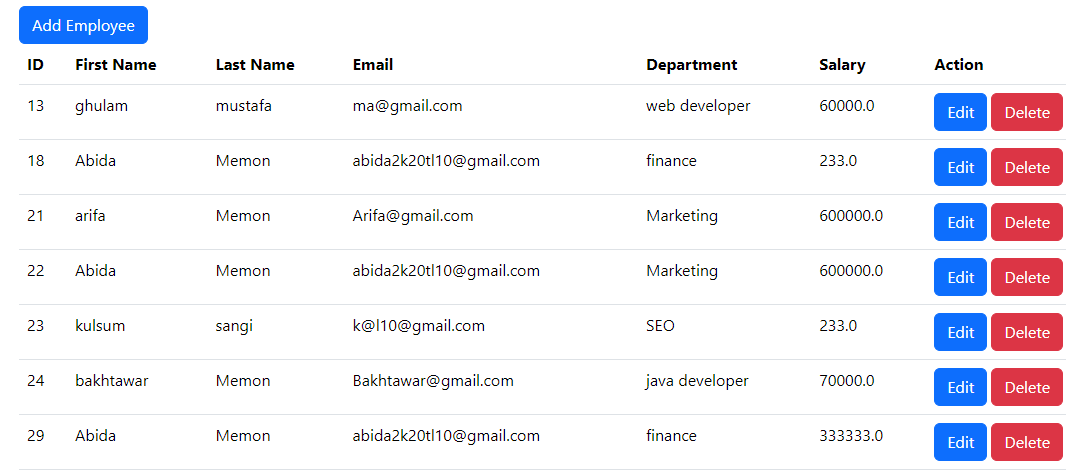 Add Employee
ID First Name Last Name Email Department Salary Action
13 ghulam mustafa ma@gmail.com web developer 60000.0 Edit Delete
18 Abida Memon abida2k20tl10@gmail.com finance 233.0 Edit Delete
21 arifa Memon Arifa@gmail.com Marketing 600000.0 Edit Delete
22 Abida Memon abida2k20tl10@gmail.com Marketing 600000.0 Edit Delete
23 kulsum sangi k@l10@gmail.com SEO 233.0 Edit Delete
24 bakhtawar Memon Bakhtawar@gmail.com java developer 70000.0 Edit Delete
29 Abida Memon abida2k20tl10@gmail.com finance 333333.0 Edit Delete